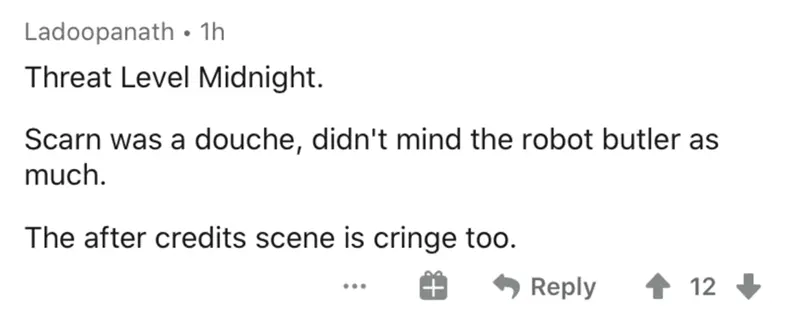 Ladoopanath • 1h
Threat Level Midnight.
Scarn was a douche, didn't mind the robot butler as
much.
The after credits scene is cringe too.
... Reply 12